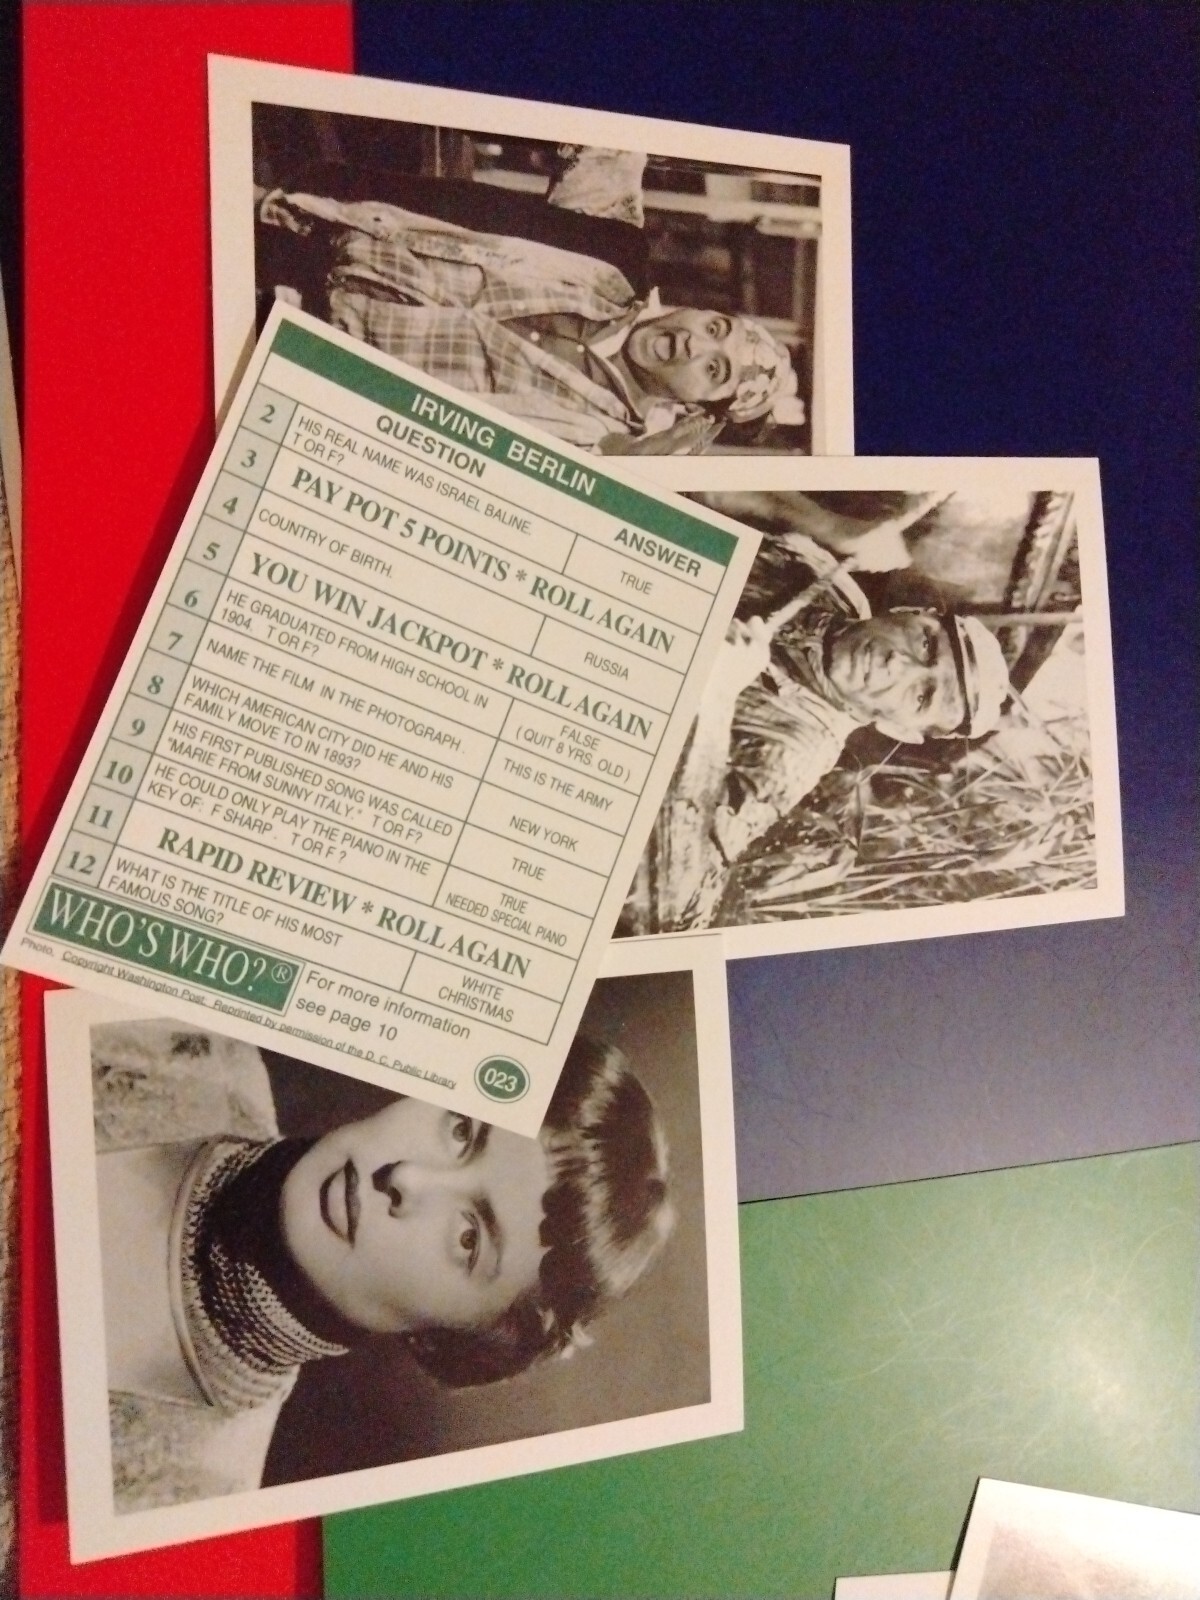 IRVING BERLIN
QUESTION ANSWER
2 HIS REAL NAME WAS ISRAEL BALINE. TRUE
T OR F?
3 PAY POT 5 POINTS * ROLL AGAIN
4 COUNTRY OF BIRTH. RUSSIA
5 YOU WIN JACKPOT * ROLL AGAIN
6 HE GRADUATED FROM HIGH SCHOOL IN FALSE
1904. T OR F? ( QUIT 8 YRS. OLD )
7 NAME THE FILM IN THE PHOTOGRAPH. THIS IS THE ARMY
8 WHICH AMERICAN CITY DID HE AND HIS NEW YORK
FAMILY MOVE TO IN 1893?
9 HIS FIRST PUBLISHED SONG WAS CALLED TRUE
"MARIE FROM SUNNY ITALY." T OR F?
10 HE COULD ONLY PLAY THE PIANO IN THE TRUE
KEY OF: F SHARP. T OR F? NEEDED SPECIAL PIANO
11 RAPID REVIEW * ROLL AGAIN
12 WHAT IS THE TITLE OF HIS MOST WHITE
FAMOUS SONG? CHRISTMAS
WHO'S WHO?® For more information
see page 10
Photo, Copyright Washington Post: Reprinted by permission of the D. C. Public Library
023